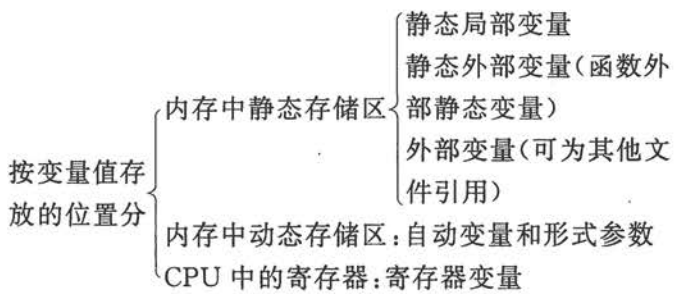 静态局部变量
静态外部变量(函数外
内存中静态存储区
部静态变量)
外部变量(可为其他文
按变量值存
件引用)
放的位置分
内存中动态存储区:自动变量和形式参数
CPU 中的寄存器:寄存器变量